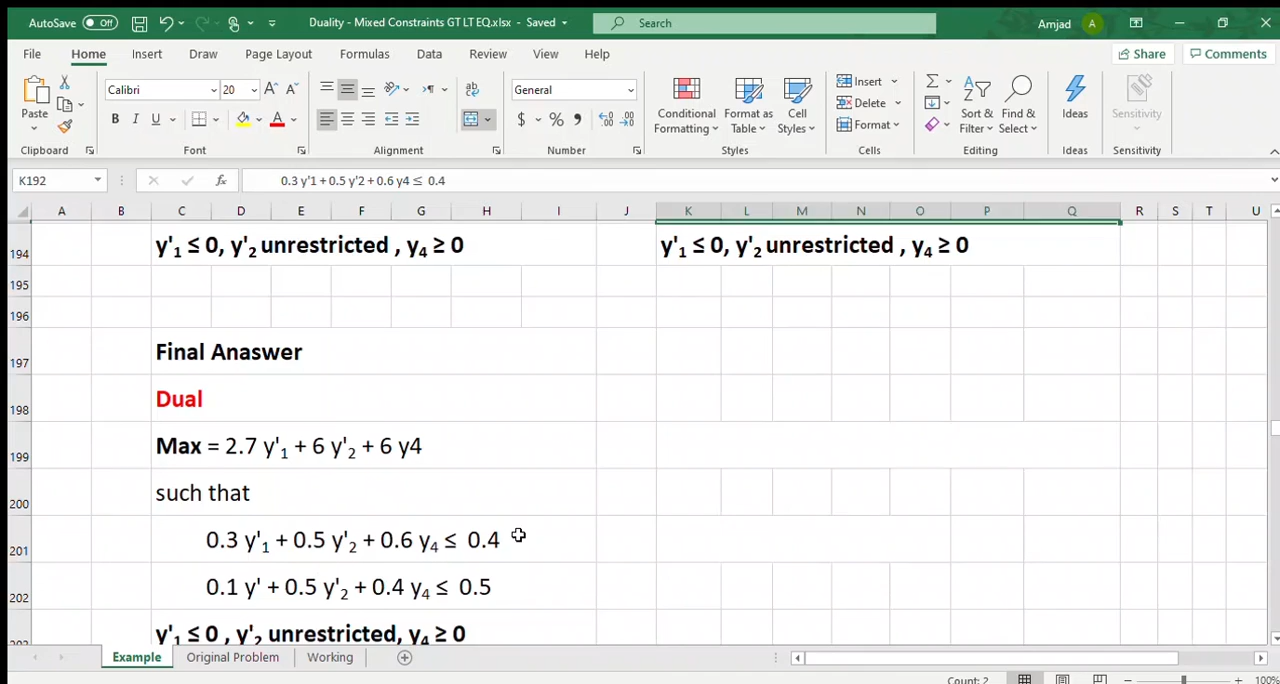 AutoSave Off Duality - Mixed Constraints GT LT EQ.xlsx - Saved Search Amjad A
File Home Insert Draw Page Layout Formulas Data Review View Help Share Comments
Calibri 20 A A General Insert Conditional Format as Cell Delete Sort & Find & Ideas Sensitivity
Paste B I U A $ % , Formatting Table Styles Format Filter Select
Clipboard Font Alignment Number Styles Cells Editing Ideas Sensitivity
K192 fx 0.3 y'1 + 0.5 y'2 + 0.6 y4 ≤ 0.4
A B C D E F G H I J K L M N O P Q R S T U
194 y'₁ ≤ 0, y'₂ unrestricted , y₄ ≥ 0 y'₁ ≤ 0, y'₂ unrestricted , y₄ ≥ 0
195
196
197 Final Anaswer
198 Dual
199 Max = 2.7 y'₁ + 6 y'₂ + 6 y4
200 such that
201 0.3 y'₁ + 0.5 y'₂ + 0.6 y₄ ≤ 0.4
202 0.1 y' + 0.5 y'₂ + 0.4 y₄ ≤ 0.5
203 y'₁ ≤ 0 , y'₂ unrestricted, y₄ ≥ 0
Example Original Problem Working
Count: 2 100%